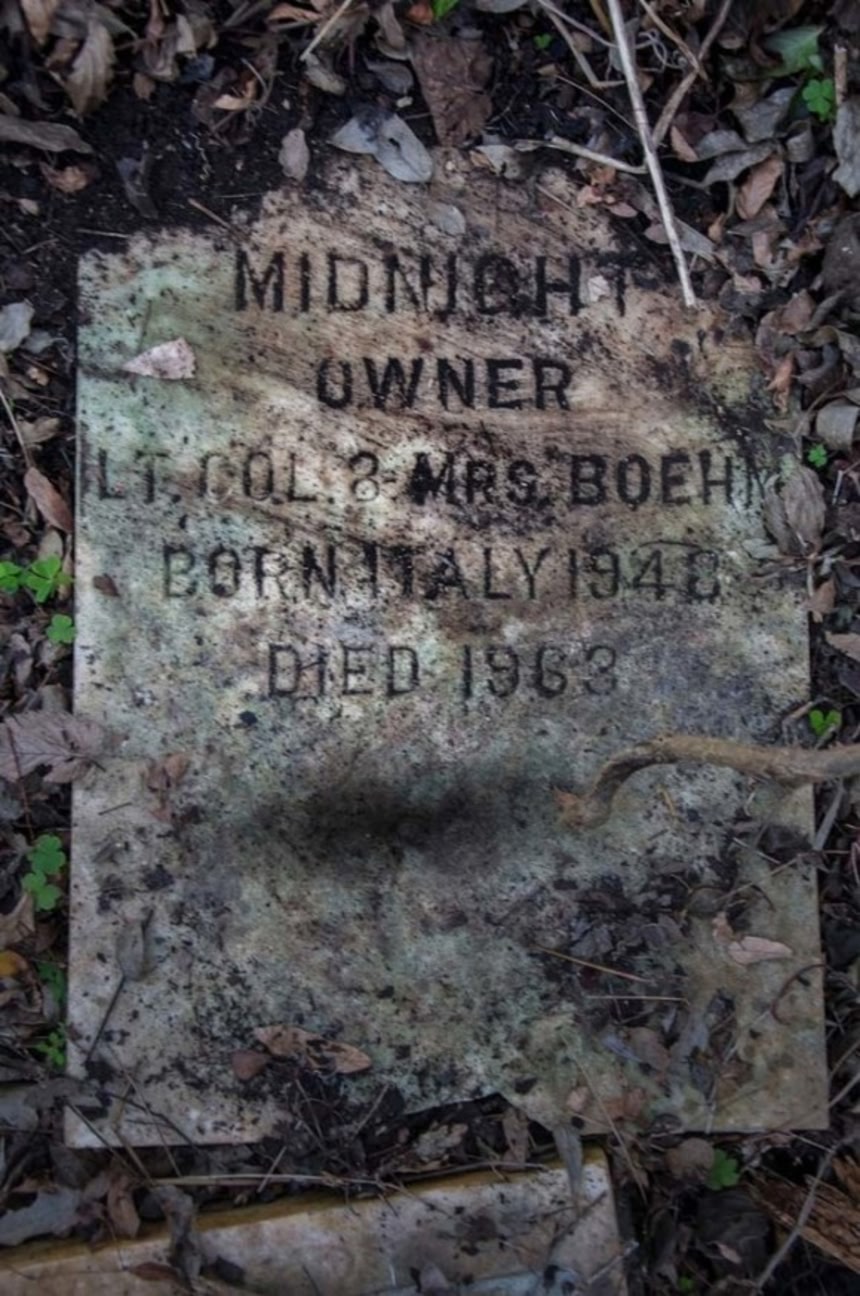 MIDNIGHT
OWNER
LT. COL. & MRS. BOEHM
BORN ITALY 1948
DIED 1963